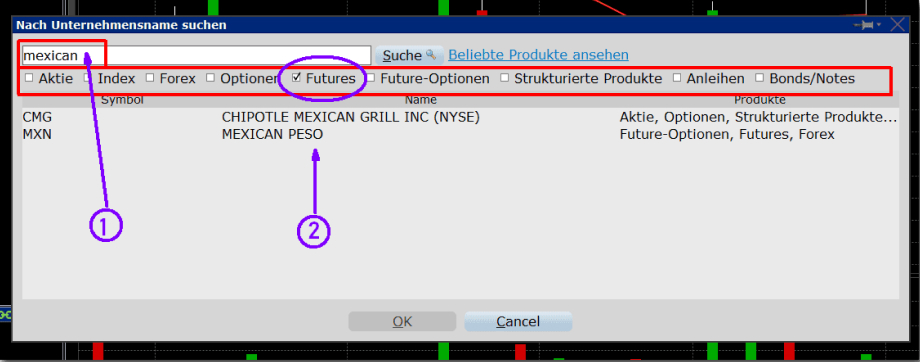 Nach Unternehmensname suchen
mexican Suche Beliebte Produkte ansehen
Aktie Index Forex Optionen Futures Future-Optionen Strukturierte Produkte Anleihen Bonds/Notes
Symbol Name Produkte
CMG CHIPOTLE MEXICAN GRILL INC (NYSE) Aktie, Optionen, Strukturierte Produkte...
MXN MEXICAN PESO Future-Optionen, Futures, Forex
1 2
OK Cancel